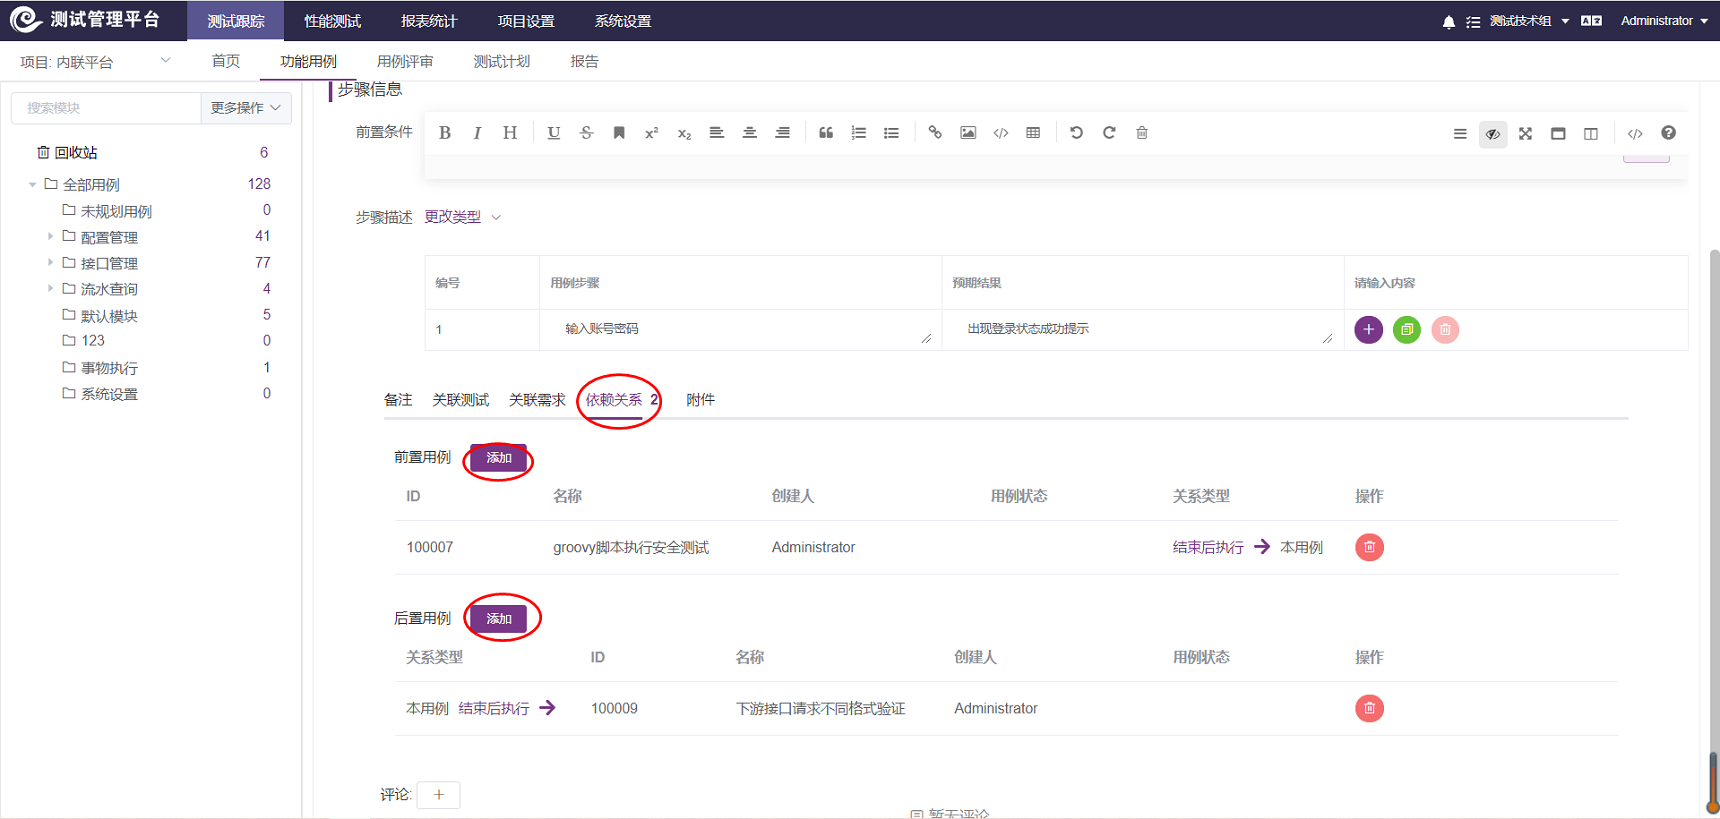 测试管理平台 测试跟踪 性能测试 报表统计 项目设置 系统设置 测试技术组 Administrator
项目: 内联平台 首页 功能用例 用例评审 测试计划 报告
搜索模块 更多操作
回收站 6
全部用例 128
未规划用例 0
配置管理 41
接口管理 77
流水查询 4
默认模块 5
123 0
事物执行 1
系统设置 0
步骤信息
前置条件
步骤描述 更改类型
编号 用例步骤 预期结果 请输入内容
1 输入账号密码 出现登录状态成功提示
备注 关联测试 关联需求 依赖关系 2 附件
前置用例 添加
ID 名称 创建人 用例状态 关系类型 操作
100007 groovy脚本执行安全测试 Administrator 结束后执行 → 本用例
后置用例 添加
关系类型 ID 名称 创建人 用例状态 操作
本用例 结束后执行 → 100009 下游接口请求不同格式验证 Administrator
评论: +
暂无评论